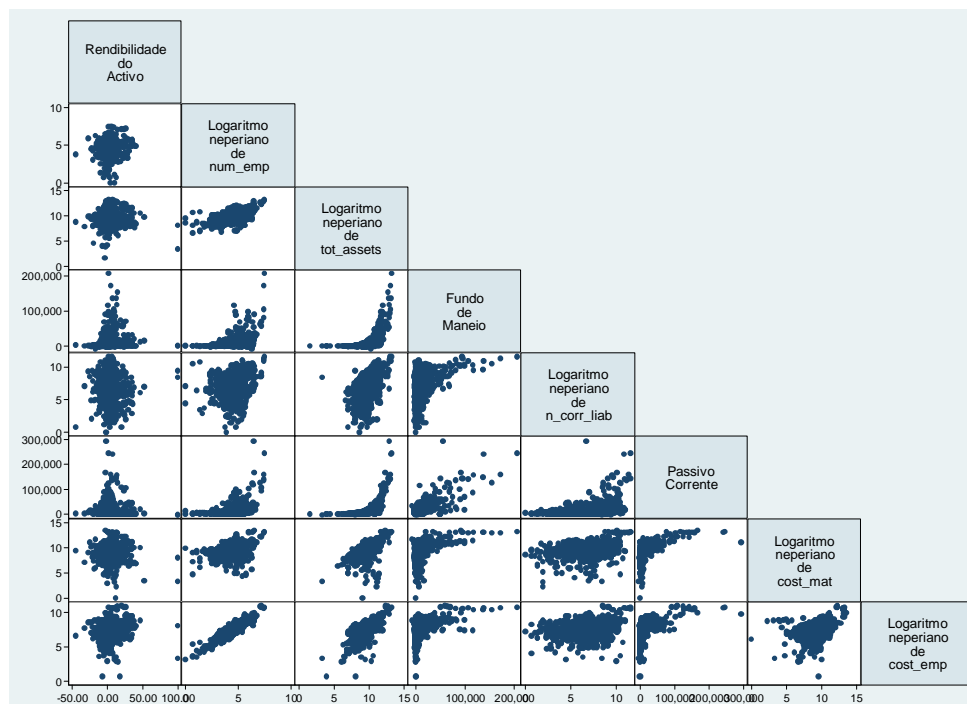 Rendibilidade
do
Activo
10
5
0
Logaritmo
neperiano
de
num_emp
15
10
5
0
Logaritmo
neperiano
de
tot_assets
200,000
100,000
0
Fundo
de
Maneio
10
5
0
Logaritmo
neperiano
de
n_corr_liab
300,000
200,000
100,000
0
Passivo
Corrente
15
10
5
0
Logaritmo
neperiano
de
cost_mat
10
5
0
Logaritmo
neperiano
de
cost_emp
-50.00 0.00 50.00 100.00 5 10 0 5 10 15 0 100,000 200,000 5 10 0 100,000 200,000 300,000 5 10 15